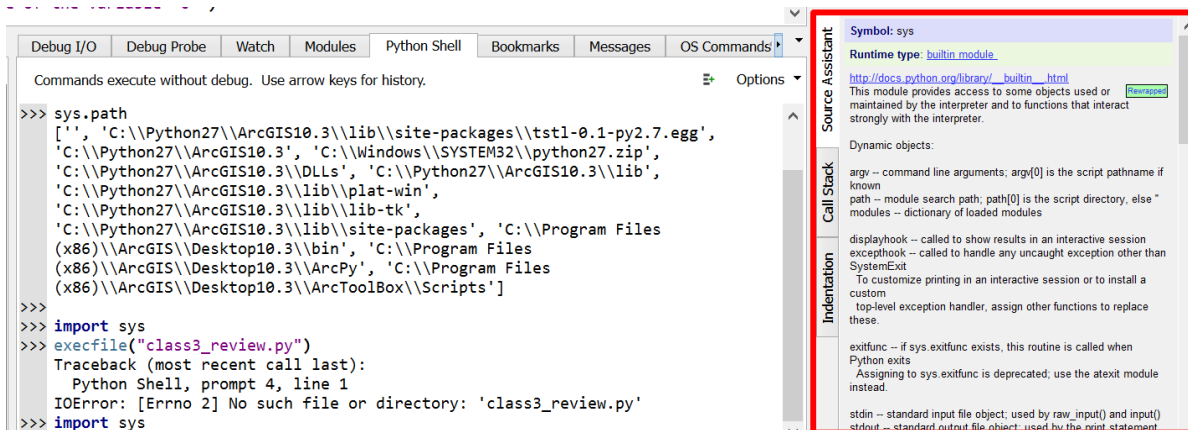 e of the variable
Debug I/O Debug Probe Watch Modules Python Shell Bookmarks Messages OS Commands
Commands execute without debug.  Use arrow keys for history.
Options
>>> sys.path
['', 'C:\\Python27\\ArcGIS10.3\\lib\\site-packages\\tstl-0.1-py2.7.egg',
'C:\\Python27\\ArcGIS10.3', 'C:\\Windows\\SYSTEM32\\python27.zip',
'C:\\Python27\\ArcGIS10.3\\DLLs', 'C:\\Python27\\ArcGIS10.3\\lib',
'C:\\Python27\\ArcGIS10.3\\lib\\plat-win',
'C:\\Python27\\ArcGIS10.3\\lib\\lib-tk',
'C:\\Python27\\ArcGIS10.3\\lib\\site-packages', 'C:\\Program Files
(x86)\\ArcGIS\\Desktop10.3\\bin', 'C:\\Program Files
(x86)\\ArcGIS\\Desktop10.3\\ArcPy', 'C:\\Program Files
(x86)\\ArcGIS\\Desktop10.3\\ArcToolBox\\Scripts']
>>>
>>> import sys
>>> execfile("class3_review.py")
Traceback (most recent call last):
Python Shell, prompt 4, line 1
IOError: [Errno 2] No such file or directory: 'class3_review.py'
>>> import sys
Source Assistant
Call Stack
Indentation
Symbol: sys
Runtime type: builtin module
http://docs.python.org/library/__builtin__.html
Rewrapped
This module provides access to some objects used or
maintained by the interpreter and to functions that interact
strongly with the interpreter.
Dynamic objects:
argv -- command line arguments; argv[0] is the script pathname if
known
path -- module search path; path[0] is the script directory, else ''
modules -- dictionary of loaded modules
displayhook -- called to show results in an interactive session
excepthook -- called to handle any uncaught exception other than
SystemExit
To customize printing in an interactive session or to install a
custom
top-level exception handler, assign other functions to replace
these.
exitfunc -- if sys.exitfunc exists, this routine is called when
Python exits
Assigning to sys.exitfunc is deprecated; use the atexit module
instead.
stdin -- standard input file object; used by raw_input() and input()
stdout -- standard output file object; used by the print statement